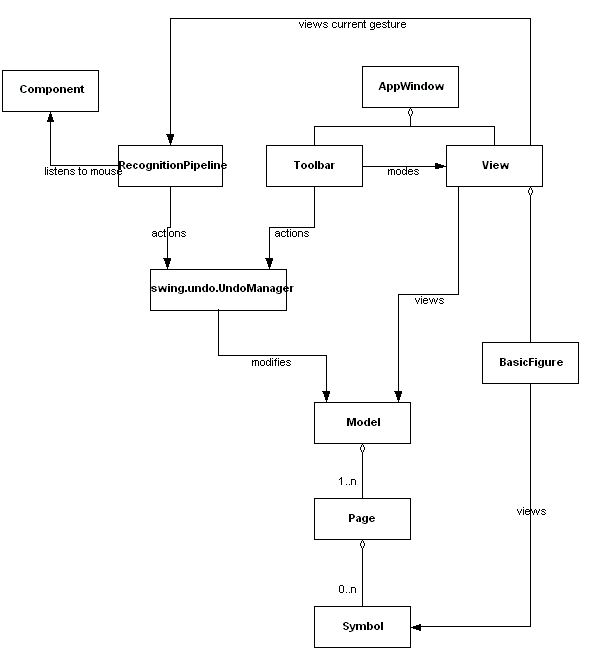 views current gesture
AppWindow
Component
RecognitionPipeline
Toolbar
View
listens to mouse
modes
actions
actions
swing.undo.UndoManager
views
modifies
BasicFigure
Model
1..n
Page
views
0..n
Symbol